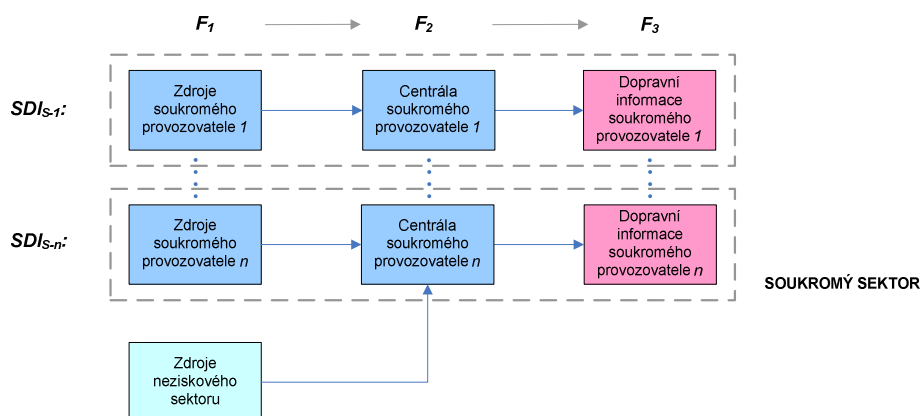 F1 F2 F3
SDIS-1:
Zdroje
soukromého
provozovatele 1
Centrála
soukromého
provozovatele 1
Dopravní
informace
soukromého
provozovatele 1
SDIS-n:
Zdroje
soukromého
provozovatele n
Centrála
soukromého
provozovatele n
Dopravní
informace
soukromého
provozovatele n
SOUKROMÝ SEKTOR
Zdroje
neziskového
sektoru